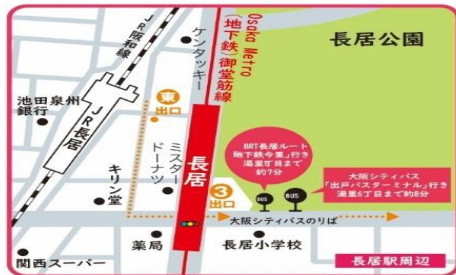 JR阪和線
ケンタッキー
Osaka Metro
(地下鉄)御堂筋線
長居公園
池田泉州
銀行
JR長居
東
出口
キリン堂
ミスター
ドーナツ
長居
3
出口
BRT長居ルート
「地下鉄今里」行き
湯里6丁目まで
約7分
BUS
BUS
大阪シティバス
「出戸バスターミナル」行き
湯里6丁目まで約8分
大阪シティバスのりば
薬局
長居小学校
関西スーパー
長居駅周辺